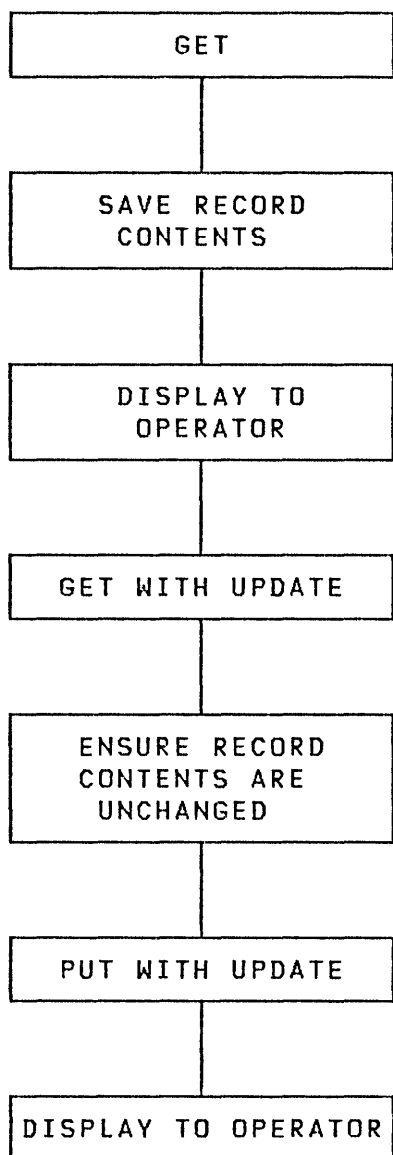 GET
SAVE RECORD
CONTENTS
DISPLAY TO
OPERATOR
GET WITH UPDATE
ENSURE RECORD
CONTENTS ARE
UNCHANGED
PUT WITH UPDATE
DISPLAY TO OPERATOR